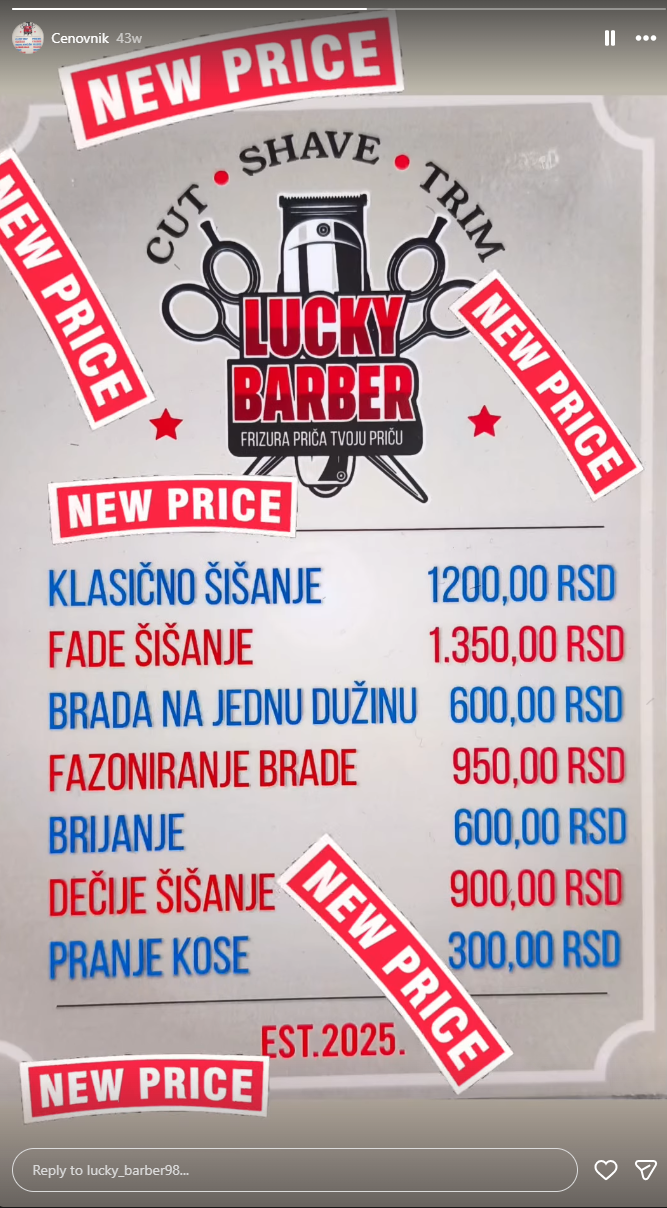 Cenovnik 43w
NEW PRICE
CUT • SHAVE • TRIM
NEW PRICE
NEW PRICE
LUCKY
BARBER
FRIZURA PRIČA TVOJU PRIČU
NEW PRICE
KLASIČNO ŠIŠANJE 1200,00 RSD
FADE ŠIŠANJE 1.350,00 RSD
BRADA NA JEDNU DUŽINU 600,00 RSD
FAZONIRANJE BRADE 950,00 RSD
BRIJANJE 600,00 RSD
DEČIJE ŠIŠANJE 900,00 RSD
PRANJE KOSE 300,00 RSD
NEW PRICE
EST.2025.
NEW PRICE
Reply to lucky_barber98...